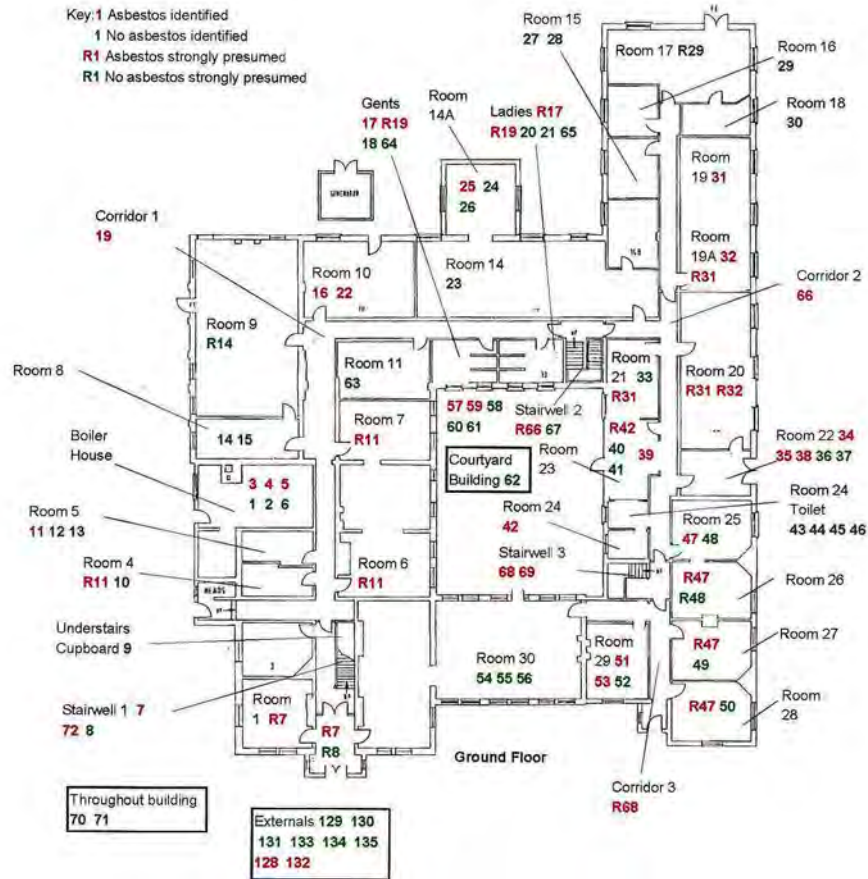 Key: 1 Asbestos identified
1 No asbestos identified
R1 Asbestos strongly presumed
R1 No asbestos strongly presumed
Room 15
27 28
Room 17 R29
Room 16
29
Room 18
30
Gents
17 R19
18 64
Room
14A
Ladies R17
R19 20 21 65
25 24
26
GENERATOR
Room
19 31
Room
19A 32
R31
Corridor 1
19
Corridor 2
66
Room 10
16 22
Room 14
23
Room 9
R14
Room 11
63
Room
21 33
R31
Room 20
R31 R32
Room 8
14 15
Room 7
R11
57 59 58
60 61
Stairwell 2
R66 67
R42
40 39
41
Room 22 34
35 38 36 37
Boiler
House
3 4 5
1 2 6
Courtyard
Building 62
Room
23
Room 24
Toilet
43 44 45 46
Room 5
11 12 13
Room 24
42
Room 25
47 48
Room 4
R11 10
Room 6
R11
Stairwell 3
68 69
R47
R48
Room 26
HEADS
Understairs
Cupboard 9
Room 30
54 55 56
Room
29 51
53 52
R47
49
Room 27
Stairwell 1 7
72 8
Room
1 R7
R7
R8
R47 50
Room
28
Ground Floor
Corridor 3
R68
Throughout building
70 71
Externals 129 130
131 133 134 135
128 132